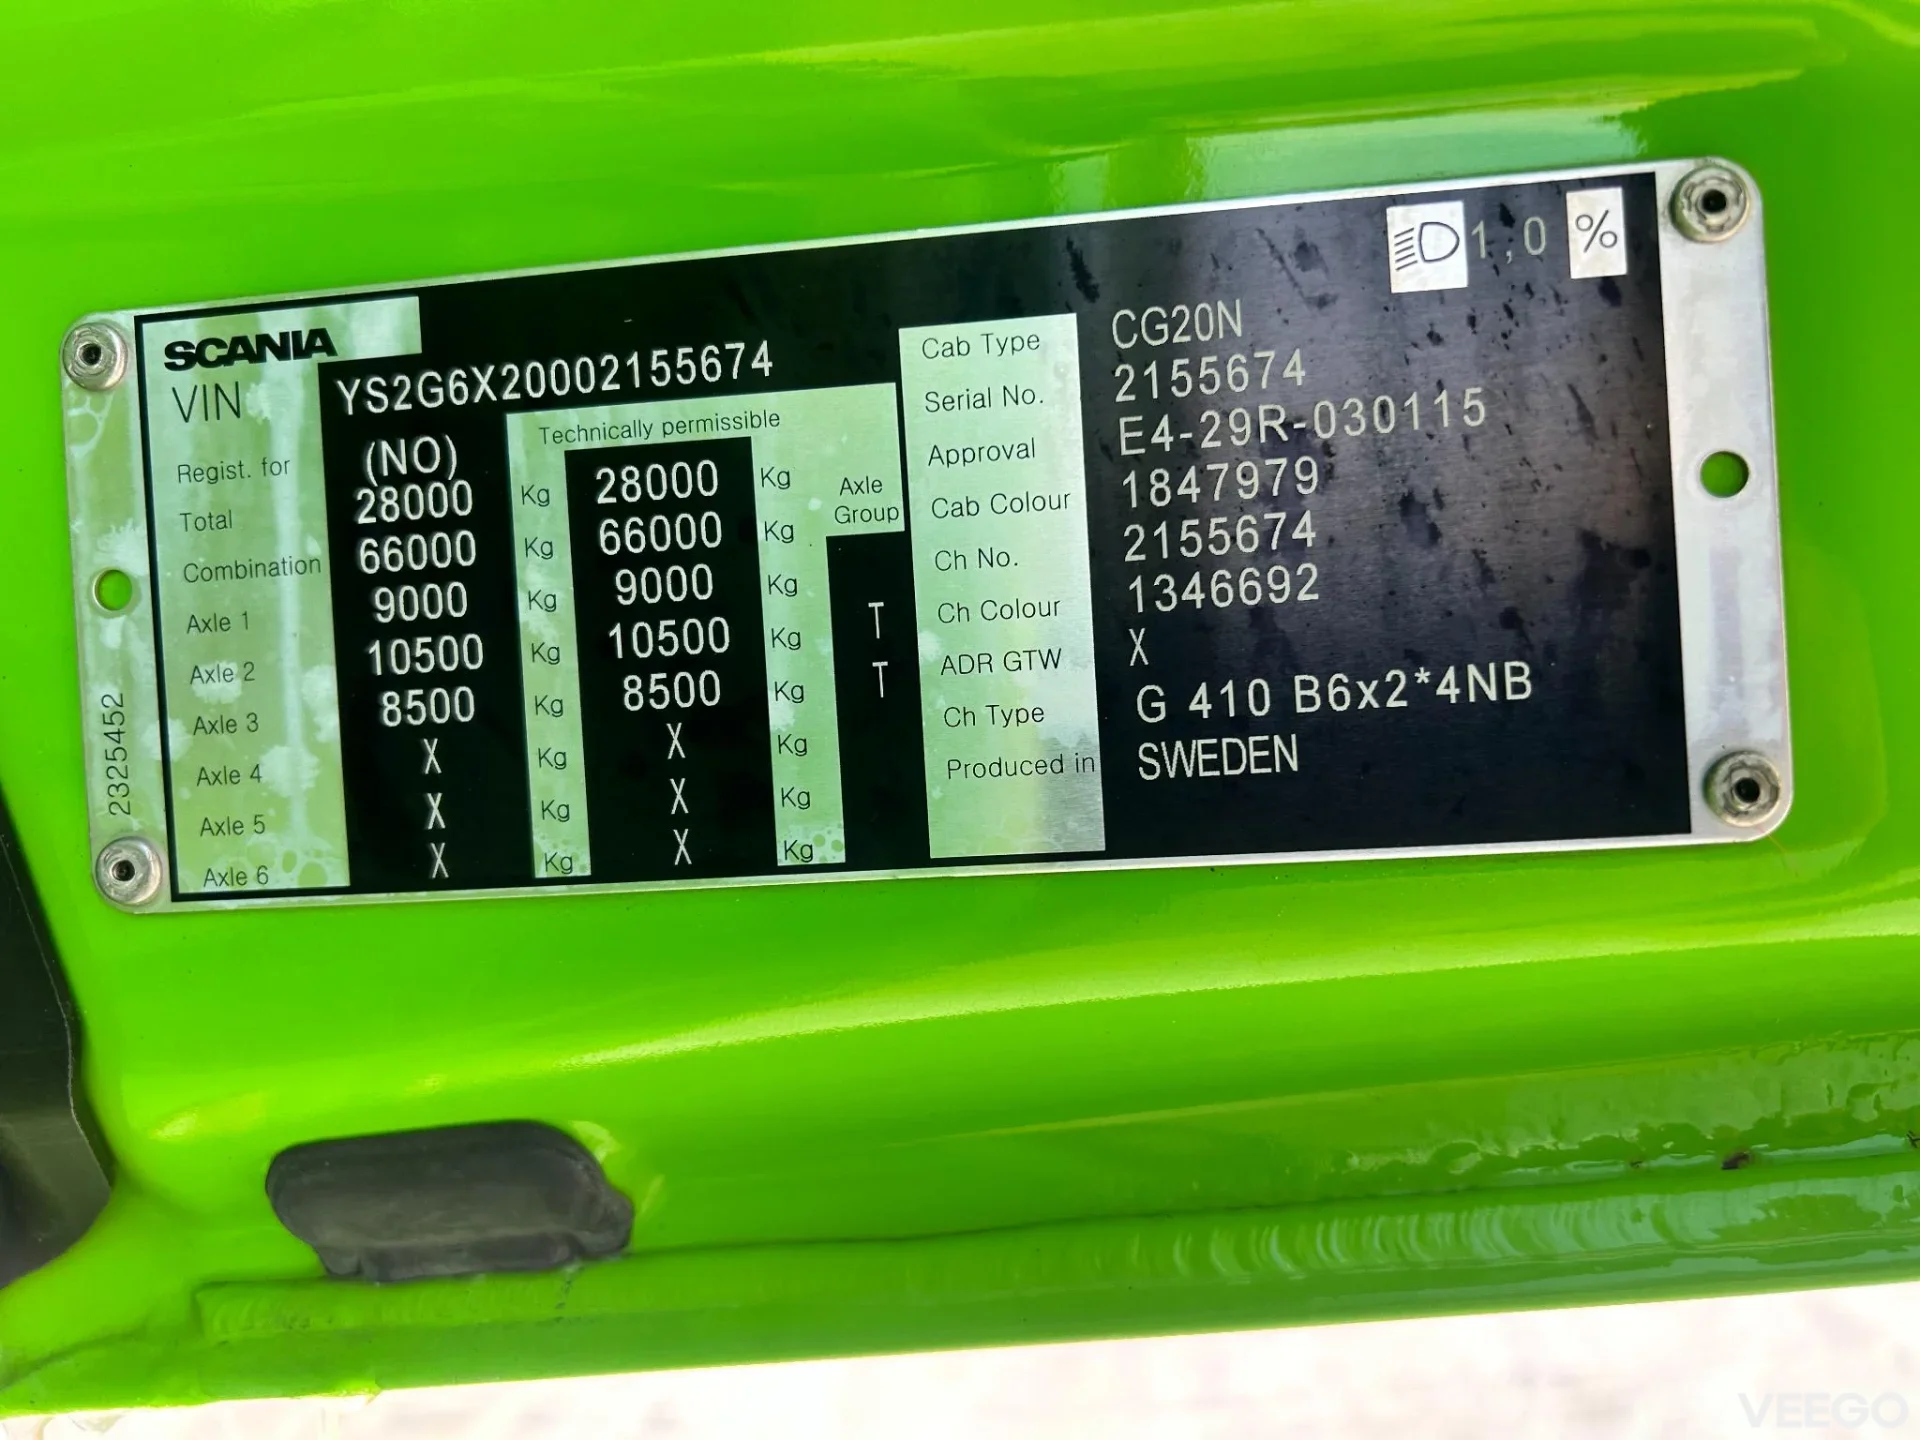 1,0 %
SCANIA
VIN YS2G6X20002155674
Technically permissible
Regist. for (NO)
Total 28000 Kg 28000 Kg Axle Group
Combination 66000 Kg 66000 Kg
Axle 1 9000 Kg 9000 Kg
Axle 2 10500 Kg 10500 Kg T
Axle 3 8500 Kg 8500 Kg T
Axle 4 X Kg X Kg
Axle 5 X Kg X Kg
Axle 6 X Kg X Kg
Cab Type CG20N
Serial No. 2155674
Approval E4-29R-030115
Cab Colour 1847979
Ch No. 2155674
Ch Colour 1346692
ADR GTW X
Ch Type G 410 B6x2*4NB
Produced in SWEDEN
2325452
VEEGO